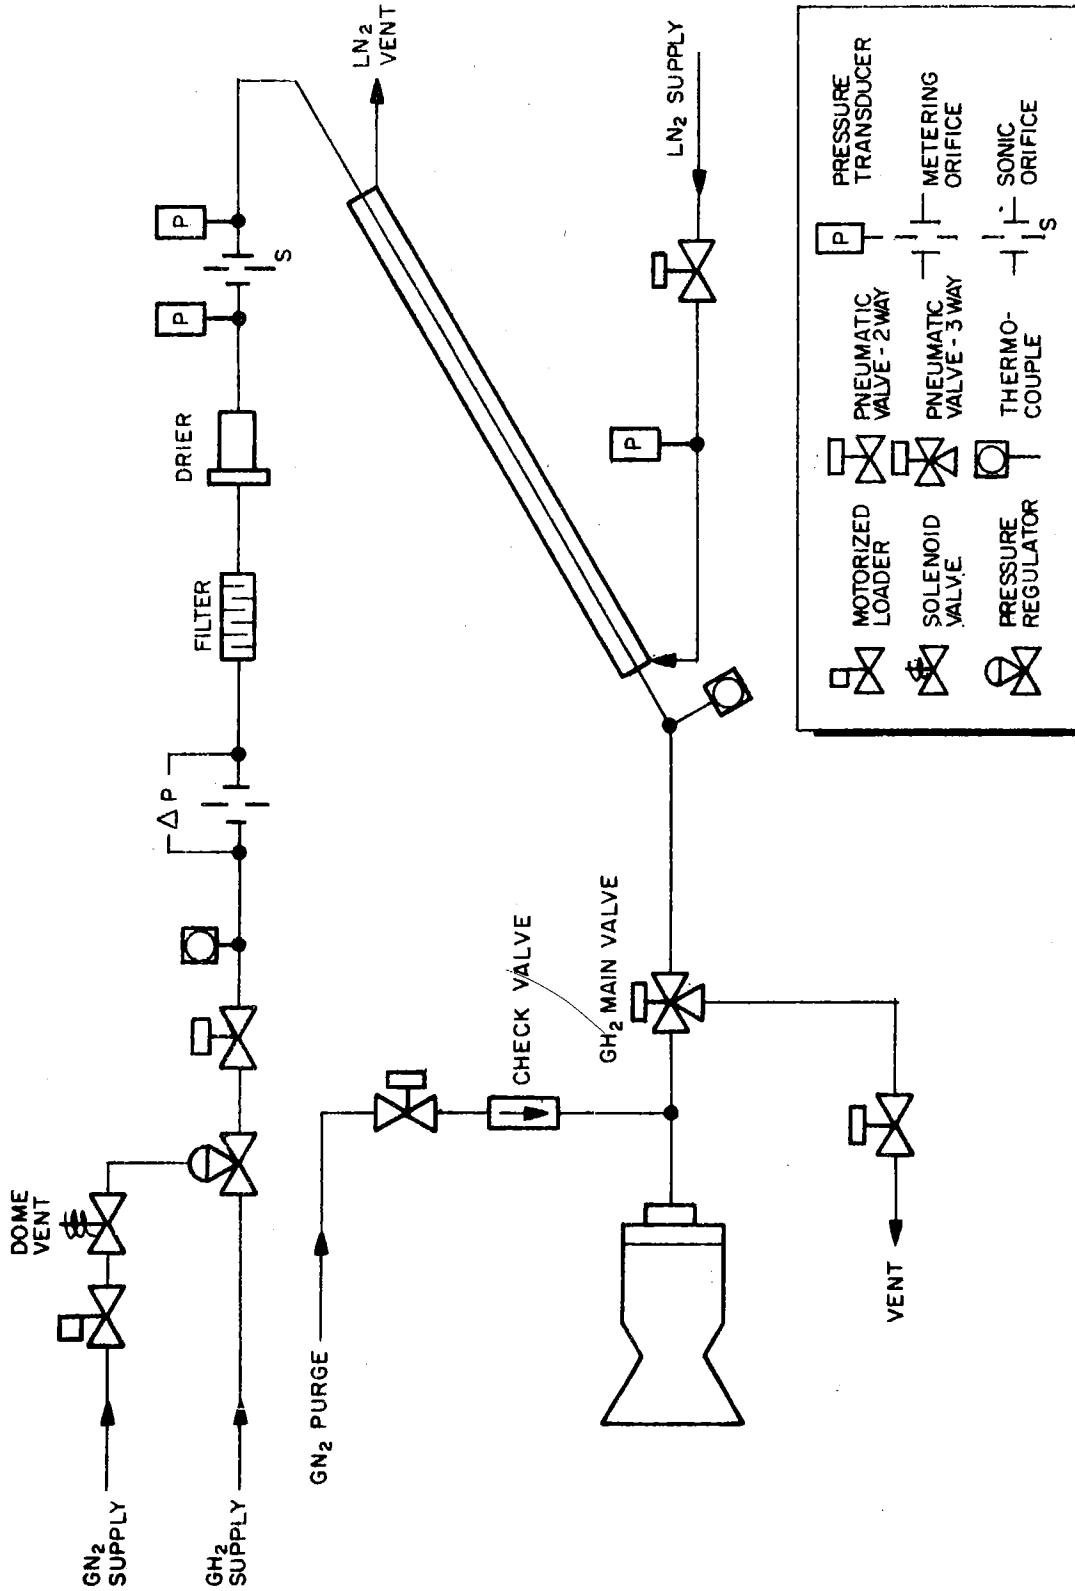 GN2
SUPPLY
GH2
SUPPLY
DOME
VENT
ΔP
FILTER
DRIER
P
P
S
LN2
VENT
GN2 PURGE
CHECK VALVE
GH2 MAIN VALVE
P
LN2 SUPPLY
VENT
MOTORIZED
LOADER
PNEUMATIC
VALVE - 2 WAY
P
PRESSURE
TRANSDUCER
SOLENOID
VALVE
PNEUMATIC
VALVE - 3 WAY
METERING
ORIFICE
PRESSURE
REGULATOR
THERMO-
COUPLE
S
SONIC
ORIFICE